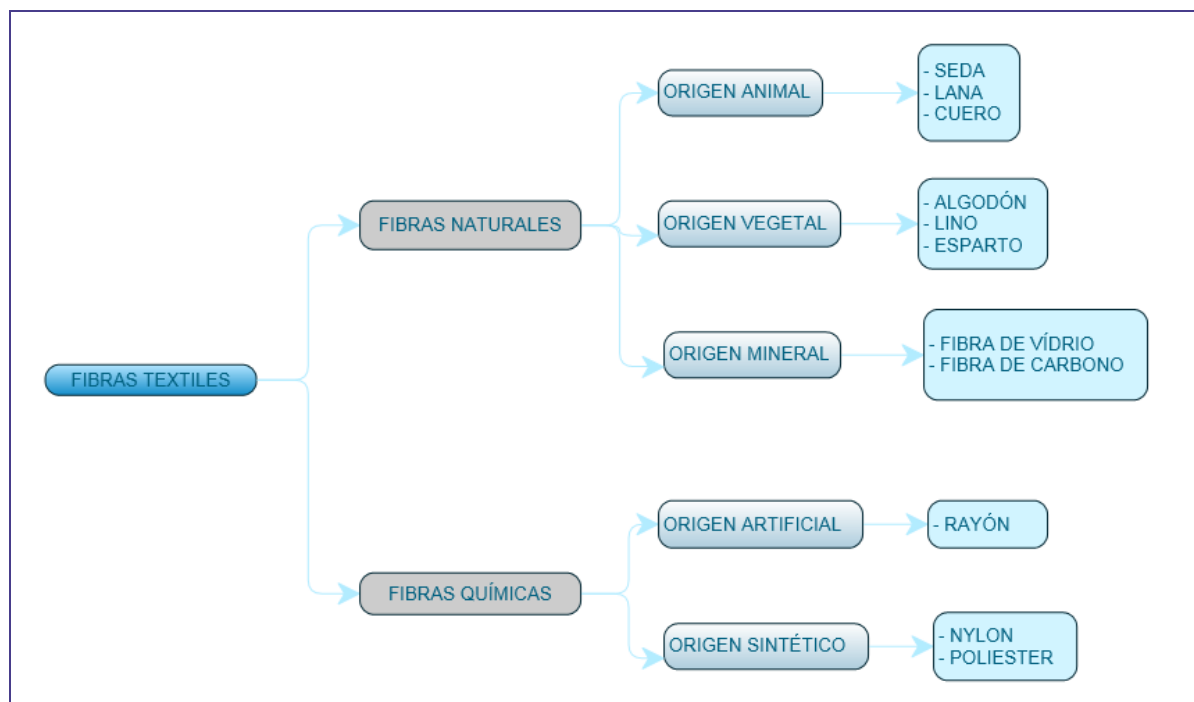 FIBRAS TEXTILES
FIBRAS NATURALES
ORIGEN ANIMAL
- SEDA
- LANA
- CUERO
ORIGEN VEGETAL
- ALGODÓN
- LINO
- ESPARTO
ORIGEN MINERAL
- FIBRA DE VÍDRIO
- FIBRA DE CARBONO
FIBRAS QUÍMICAS
ORIGEN ARTIFICIAL
- RAYÓN
ORIGEN SINTÉTICO
- NYLON
- POLIESTER